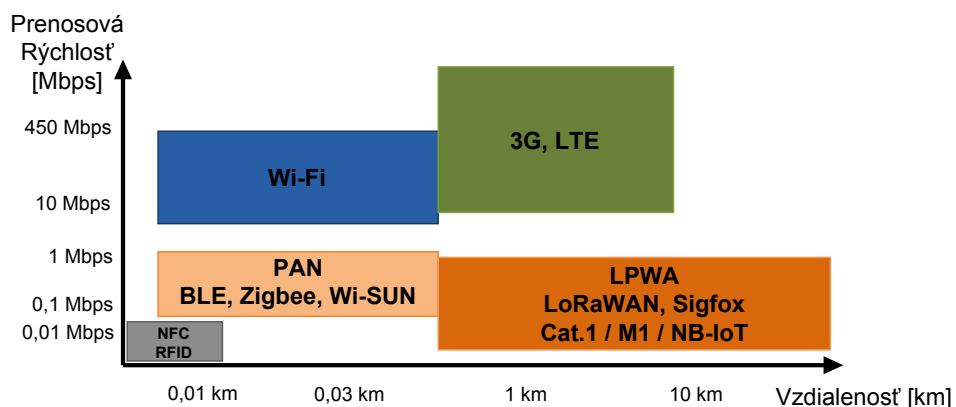 Prenosová
Rýchlosť
[Mbps]
450 Mbps
10 Mbps
1 Mbps
0,1 Mbps
0,01 Mbps
Wi-Fi
3G, LTE
PAN
BLE, Zigbee, Wi-SUN
LPWA
LoRaWAN, Sigfox
Cat.1 / M1 / NB-IoT
NFC
RFID
0,01 km
0,03 km
1 km
10 km
Vzdialenosť [km]